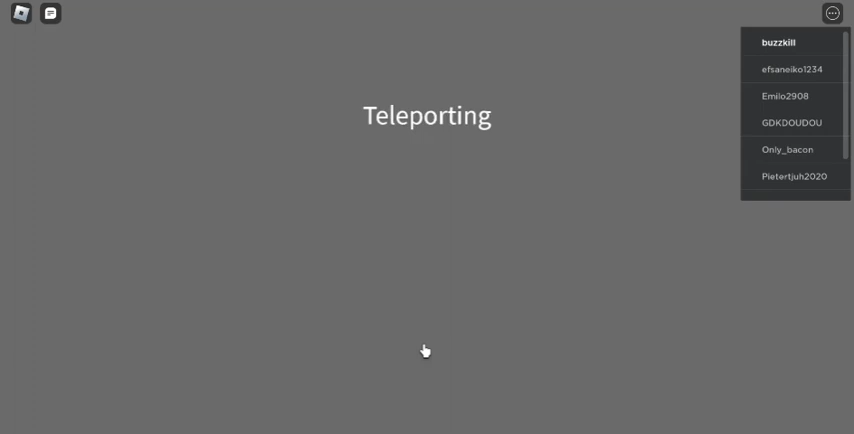 buzzkill
efsaneiko1234
Teleporting
Emilo2908
GDKDOUDOU
Only_bacon
Pietertjuh2020